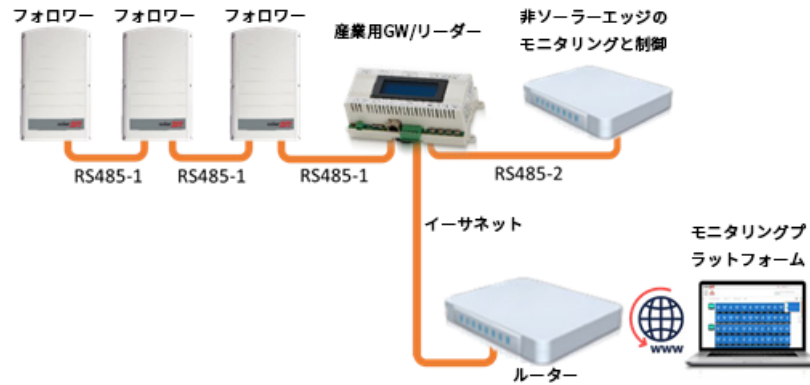 フォロワー
フォロワー
フォロワー
産業用GW/リーダー
非ソーラーエッジの
モニタリングと制御
RS485-1
RS485-1
RS485-1
RS485-2
イーサネット
モニタリングプ
ラットフォーム
www
ルーター